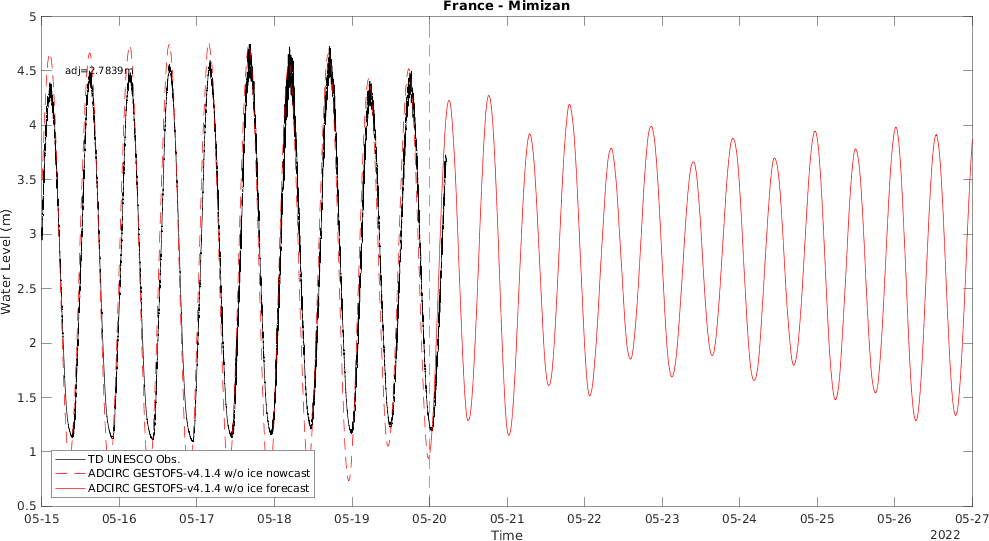 France - Mimizan
5
4.5
4
3.5
3
2.5
2
1.5
1
0.5
Water Level (m)
adj=2.7839m
TD UNESCO Obs.
ADCIRC GESTOFS-v4.1.4 w/o ice nowcast
ADCIRC GESTOFS-v4.1.4 w/o ice forecast
05-15 05-16 05-17 05-18 05-19 05-20 05-21 05-22 05-23 05-24 05-25 05-26 05-27
Time
2022